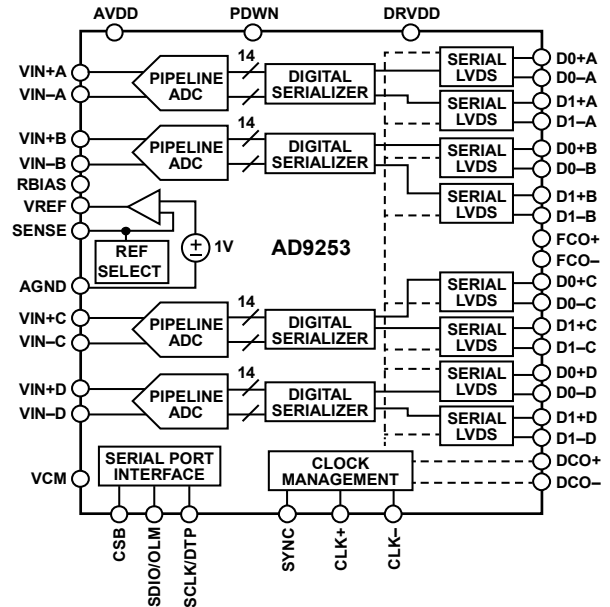 AVDD
PDWN
DRVDD
VIN+A
VIN–A
PIPELINE
ADC
14
DIGITAL
SERIALIZER
SERIAL
LVDS
D0+A
D0–A
SERIAL
LVDS
D1+A
D1–A
VIN+B
VIN–B
PIPELINE
ADC
14
DIGITAL
SERIALIZER
SERIAL
LVDS
D0+B
D0–B
SERIAL
LVDS
D1+B
D1–B
RBIAS
VREF
SENSE
REF
SELECT
1V
AD9253
FCO+
FCO–
AGND
VIN+C
VIN–C
PIPELINE
ADC
14
DIGITAL
SERIALIZER
SERIAL
LVDS
D0+C
D0–C
SERIAL
LVDS
D1+C
D1–C
VIN+D
VIN–D
PIPELINE
ADC
14
DIGITAL
SERIALIZER
SERIAL
LVDS
D0+D
D0–D
SERIAL
LVDS
D1+D
D1–D
VCM
SERIAL PORT
INTERFACE
CLOCK
MANAGEMENT
DCO+
DCO–
CSB
SDIO/OLM
SCLK/DTP
SYNC
CLK+
CLK–